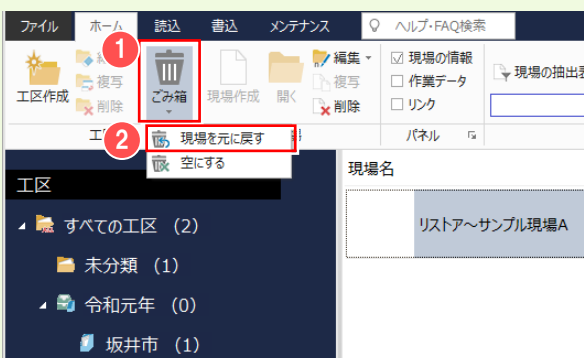 ファイル ホーム 読込 書込 メンテナンス ヘルプ・FAQ検索
1
工区作成 複写 削除
ごみ箱
現場作成 開く
編集 複写 削除
現場の情報
作業データ
リンク
現場の抽出
パネル
2
現場を元に戻す
空にする
工区
現場名
すべての工区 (2)
リストア～サンプル現場A
未分類 (1)
令和元年 (0)
坂井市 (1)